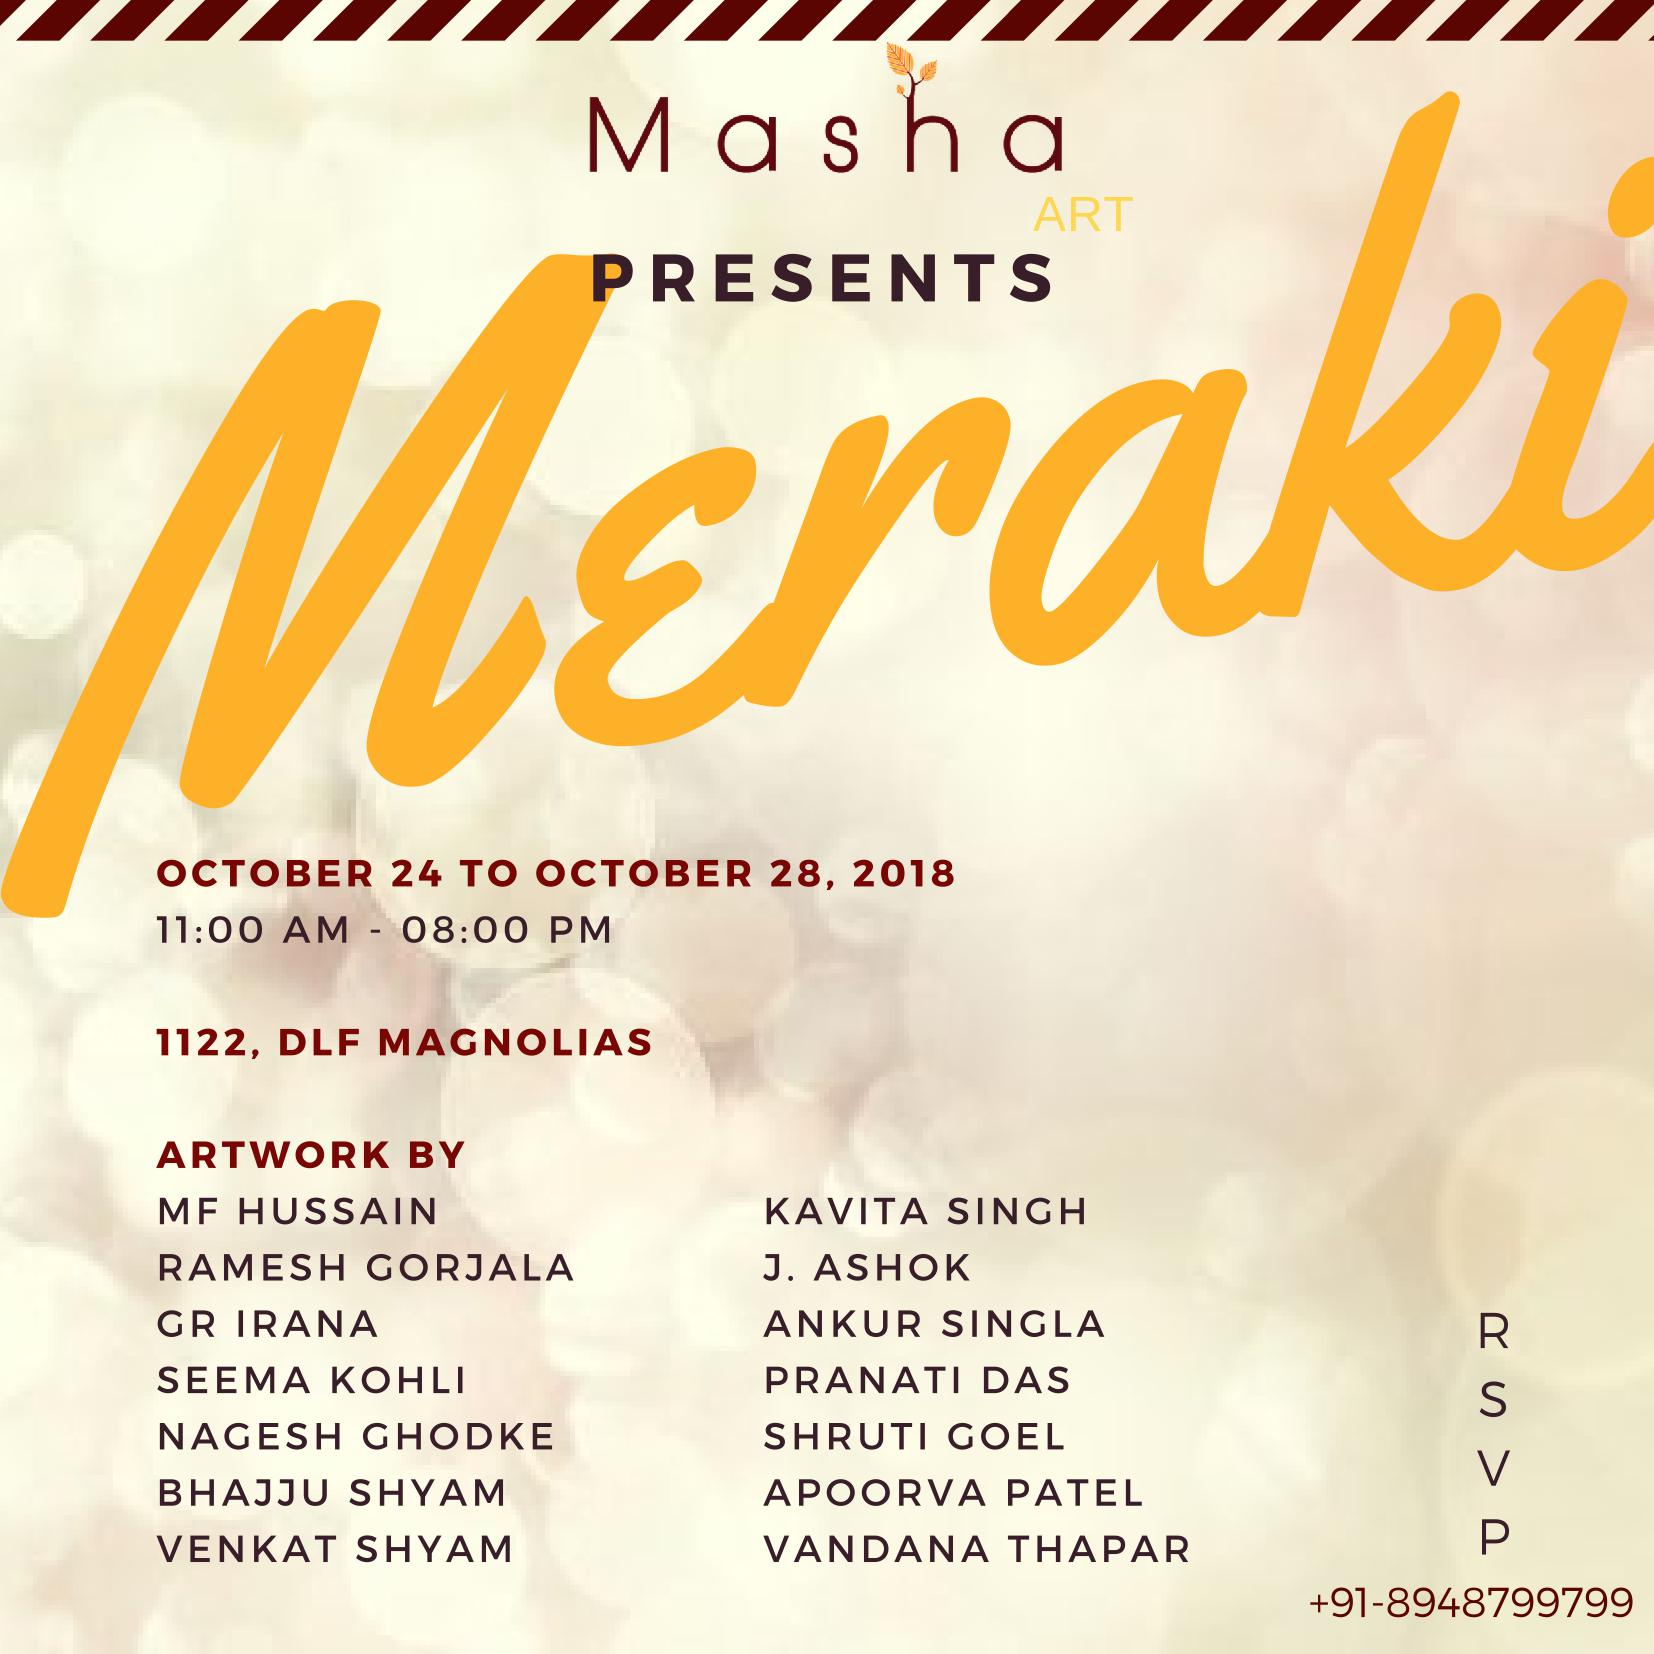 Masha
ART
PRESENTS
Meraki
OCTOBER 24 TO OCTOBER 28, 2018
11:00 AM - 08:00 PM
1122, DLF MAGNOLIAS
ARTWORK BY
MF HUSSAIN
RAMESH GORJALA
GR IRANA
SEEMA KOHLI
NAGESH GHODKE
BHAJJU SHYAM
VENKAT SHYAM
KAVITA SINGH
J. ASHOK
ANKUR SINGLA
PRANATI DAS
SHRUTI GOEL
APOORVA PATEL
VANDANA THAPAR
R
S
V
P
+91-8948799799